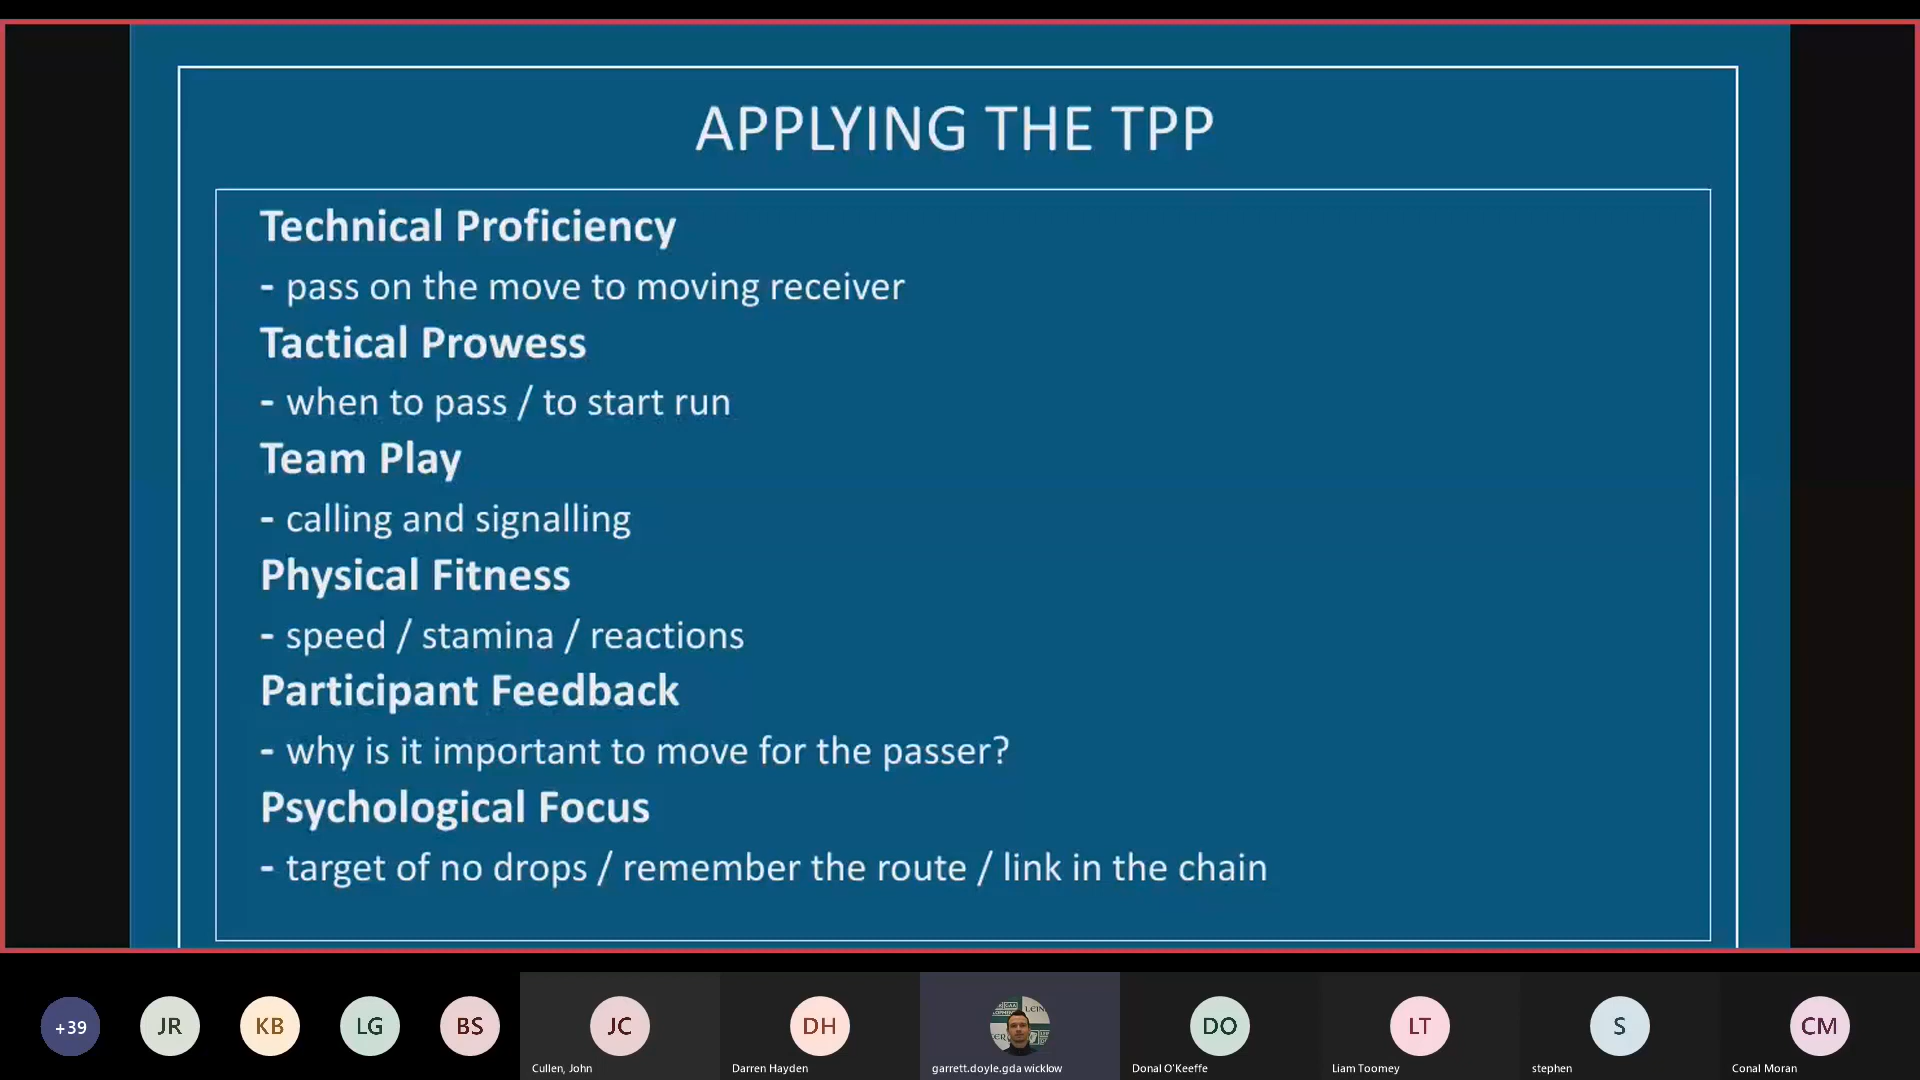 APPLYING THE TPP
Technical Proficiency
- pass on the move to moving receiver
Tactical Prowess
- when to pass / to start run
Team Play
- calling and signalling
Physical Fitness
- speed / stamina / reactions
Participant Feedback
- why is it important to move for the passer?
Psychological Focus
- target of no drops / remember the route / link in the chain
+39
JR
KB
LG
BS
JC
DH
DO
LT
S
CM
Cullen, John
Darren Hayden
garrett.doyle.gda wicklow
Donal O'Keeffe
Liam Toomey
stephen
Conal Moran